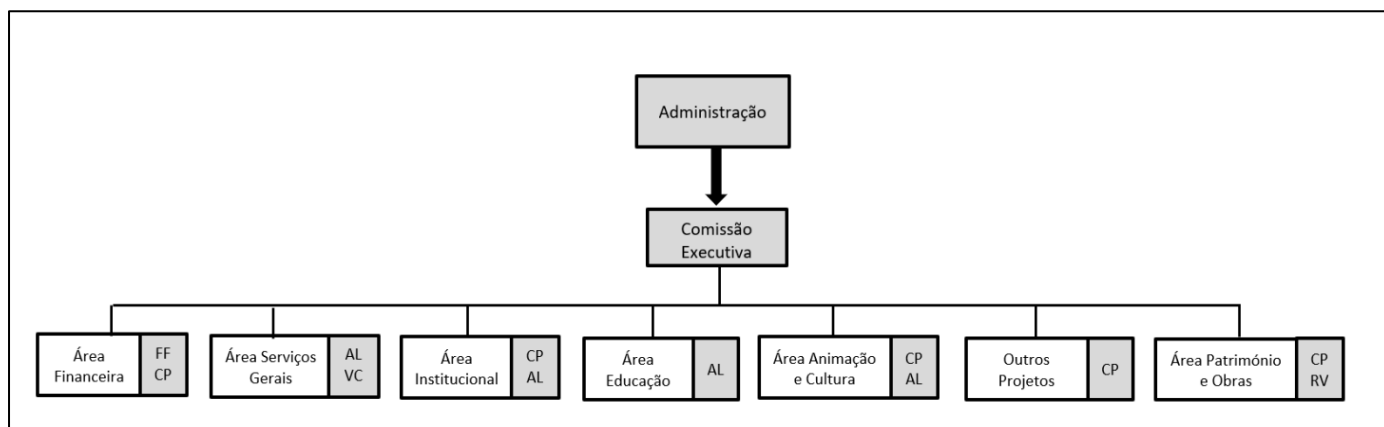 Administração
Comissão
Executiva
Área
Financeira
FF
CP
Área Serviços
Gerais
AL
VC
Área
Institucional
CP
AL
Área
Educação
AL
Área Animação
e Cultura
CP
AL
Outros
Projetos
CP
Área Património
e Obras
CP
RV